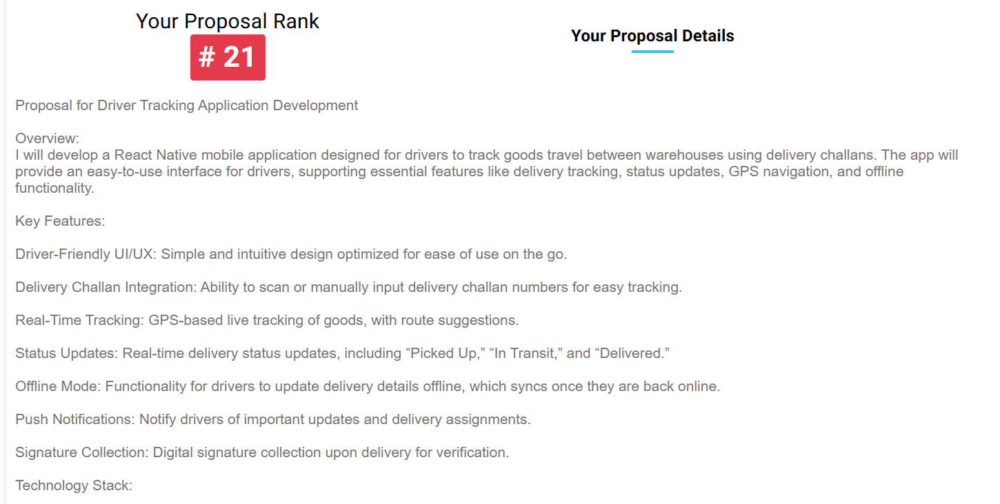 Your Proposal Rank
# 21
Your Proposal Details
Proposal for Driver Tracking Application Development
Overview:
I will develop a React Native mobile application designed for drivers to track goods travel between warehouses using delivery challans. The app will
provide an easy-to-use interface for drivers, supporting essential features like delivery tracking, status updates, GPS navigation, and offline
functionality.
Key Features:
Driver-Friendly UI/UX: Simple and intuitive design optimized for ease of use on the go.
Delivery Challan Integration: Ability to scan or manually input delivery challan numbers for easy tracking.
Real-Time Tracking: GPS-based live tracking of goods, with route suggestions.
Status Updates: Real-time delivery status updates, including “Picked Up,” “In Transit,” and “Delivered.”
Offline Mode: Functionality for drivers to update delivery details offline, which syncs once they are back online.
Push Notifications: Notify drivers of important updates and delivery assignments.
Signature Collection: Digital signature collection upon delivery for verification.
Technology Stack: